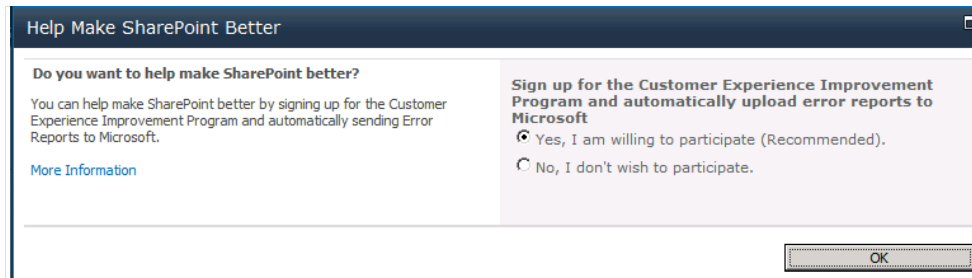 Help Make SharePoint Better
Do you want to help make SharePoint better?
You can help make SharePoint better by signing up for the Customer
Experience Improvement Program and automatically sending Error
Reports to Microsoft.
More Information
Sign up for the Customer Experience Improvement
Program and automatically upload error reports to
Microsoft
Yes, I am willing to participate (Recommended).
No, I don't wish to participate.
OK